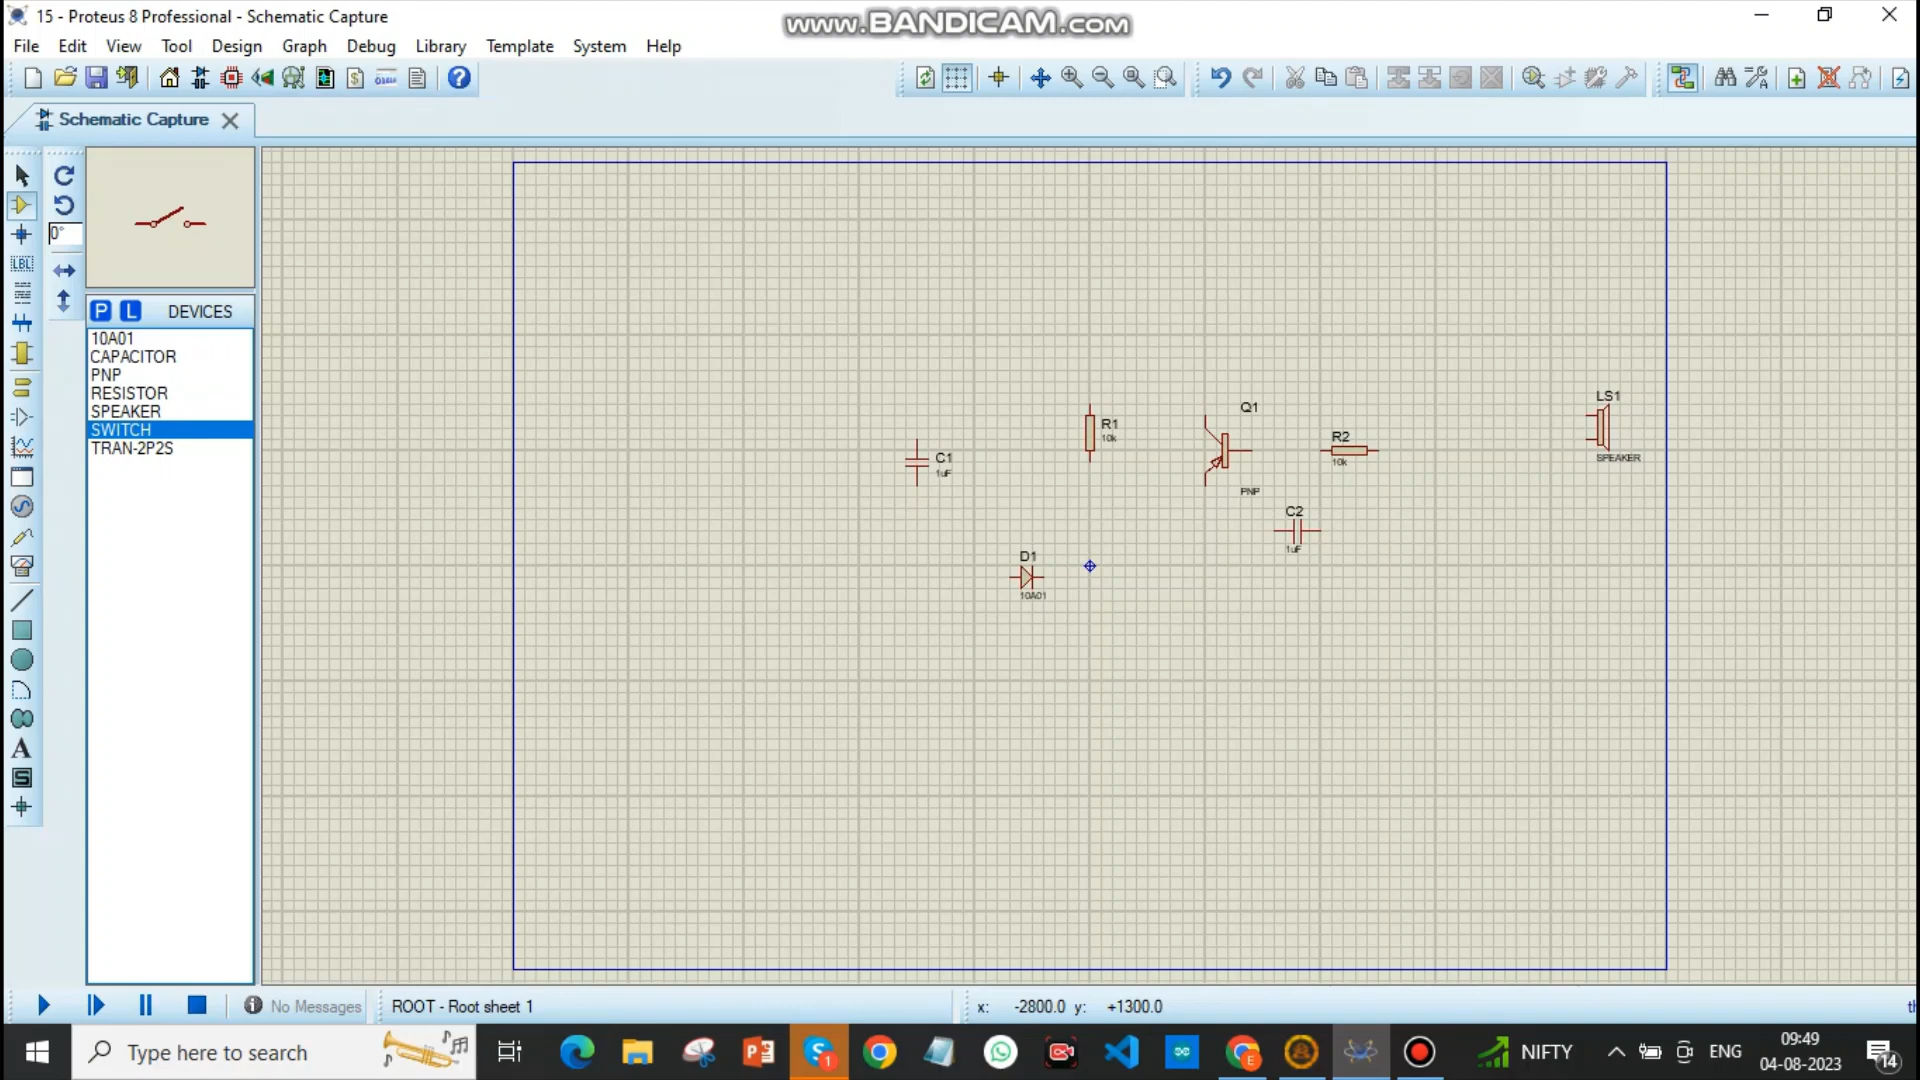 15 - Proteus 8 Professional - Schematic Capture
www.BANDICAM.com
File Edit View Tool Design Graph Debug Library Template System Help
Schematic Capture
0°
P L DEVICES
10A01
CAPACITOR
PNP
RESISTOR
SPEAKER
SWITCH
TRAN-2P2S
LBL
A
S
C1
1uF
R1
10k
Q1
PNP
R2
10k
LS1
SPEAKER
C2
1uF
D1
10A01
No Messages
ROOT - Root sheet 1
x: -2800.0 y: +1300.0
Type here to search
NIFTY
ENG
09:49
04-08-2023
14